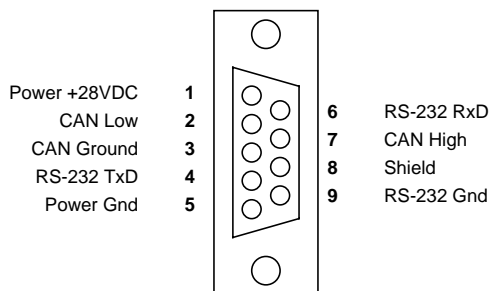 Power +28VDC 1
CAN Low 2
CAN Ground 3
RS-232 TxD 4
Power Gnd 5
6 RS-232 RxD
7 CAN High
8 Shield
9 RS-232 Gnd